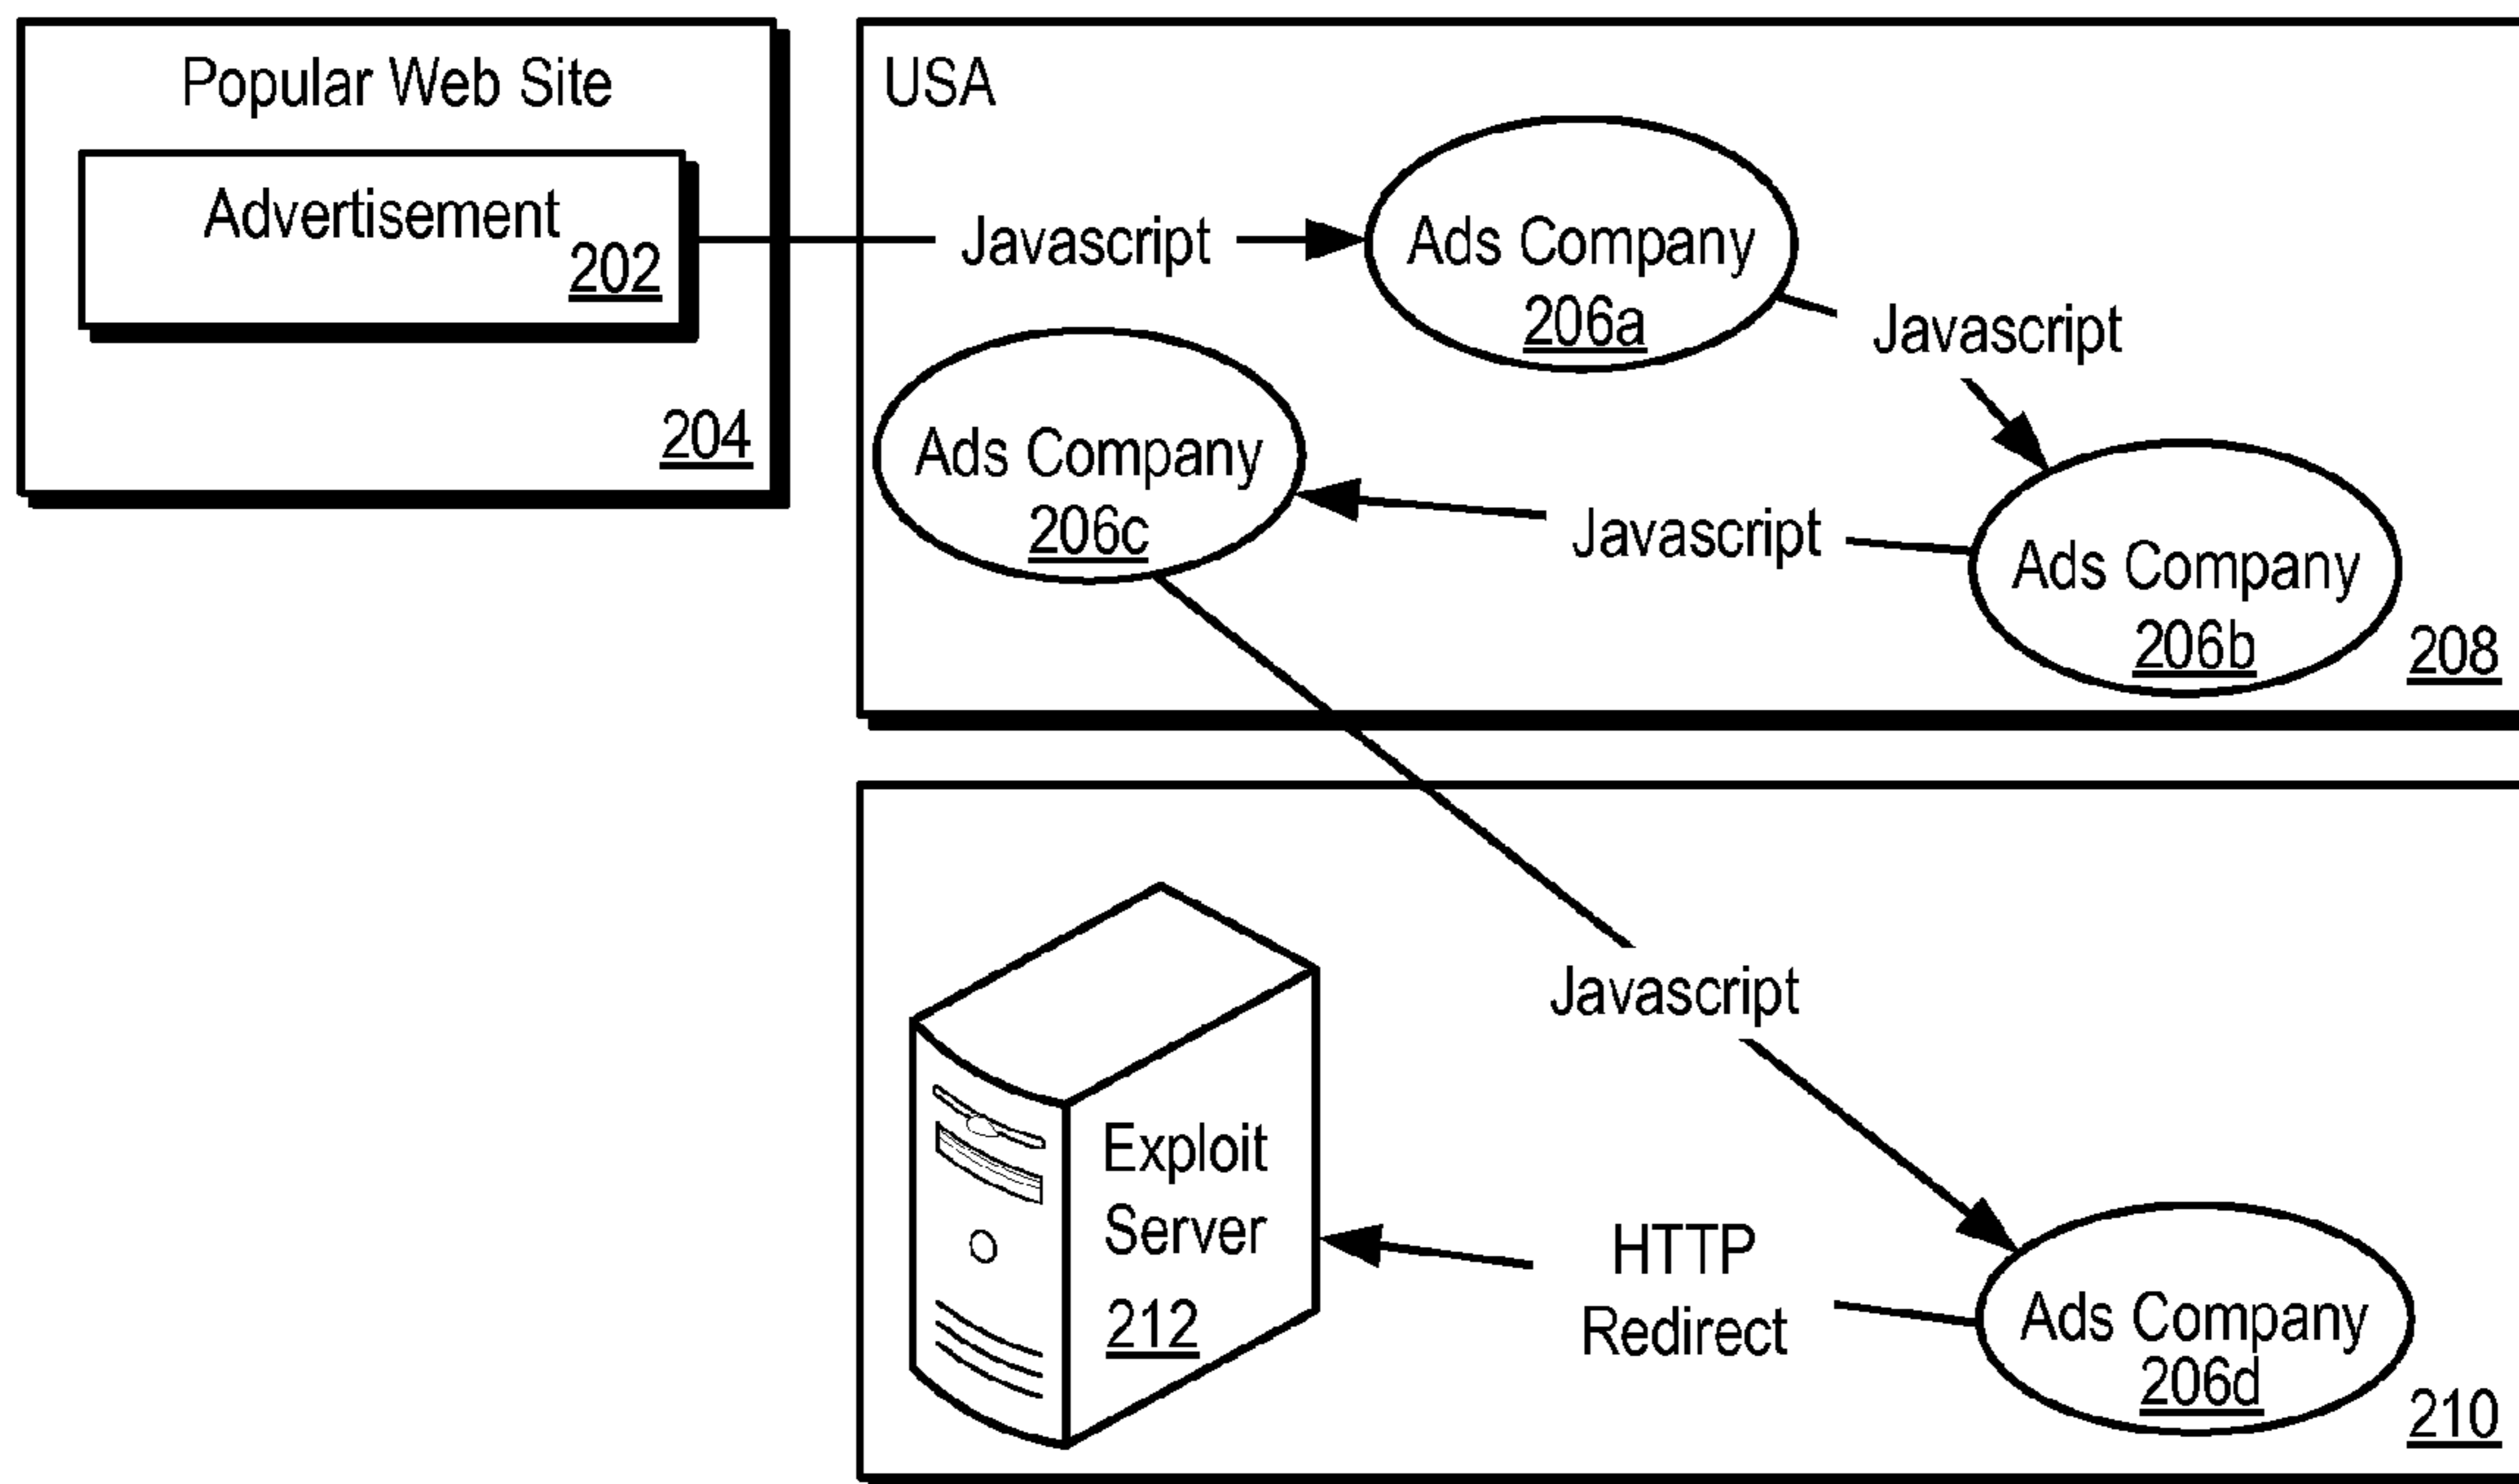 Popular Web Site
Advertisement
202
204
USA
Javascript
Ads Company
206a
Javascript
Ads Company
206c
Javascript
Ads Company
206b
208
Javascript
Exploit
Server
212
HTTP
Redirect
Ads Company
206d
210